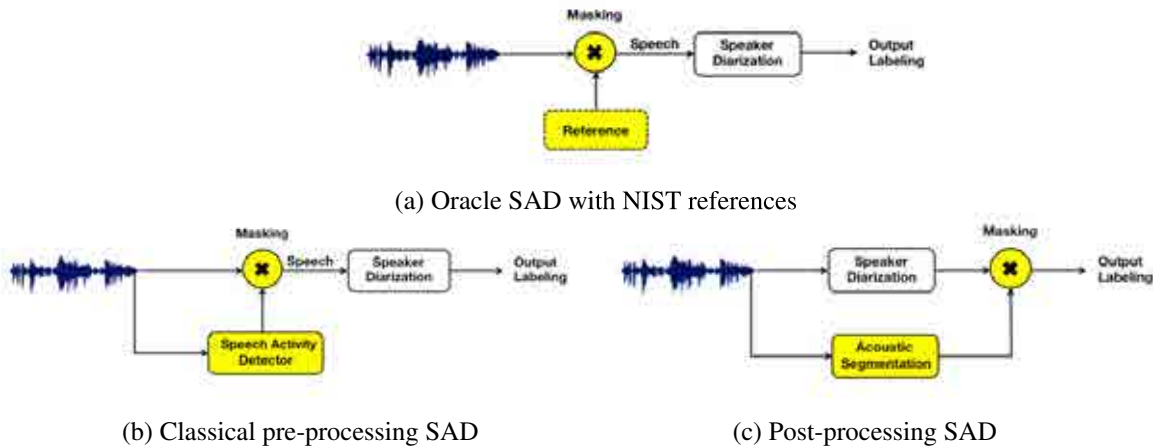 Masking
Speech
Speaker
Diarization
Output
Labeling
Reference
(a) Oracle SAD with NIST references
Masking
Speech
Speaker
Diarization
Output
Labeling
Speech Activity
Detector
(b) Classical pre-processing SAD
Masking
Speaker
Diarization
Output
Labeling
Acoustic
Segmentation
(c) Post-processing SAD